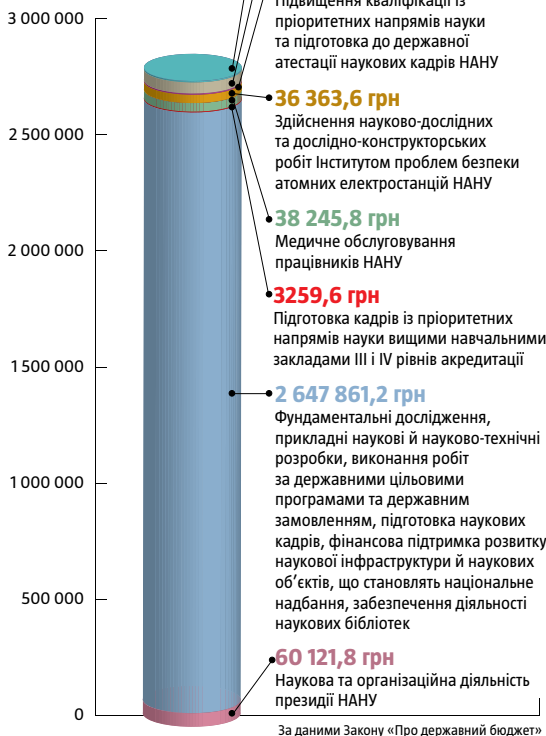 Підвищення кваліфікації із
пріоритетних напрямів науки
та підготовка до державної
атестації наукових кадрів НАНУ
36 363,6 грн
Здійснення науково-дослідних
та дослідно-конструкторських
робіт Інститутом проблем безпеки
атомних електростанцій НАНУ
38 245,8 грн
Медичне обслуговування
працівників НАНУ
3259,6 грн
Підготовка кадрів із пріоритетних
напрямів науки вищими навчальними
закладами III і IV рівнів акредитації
2 647 861,2 грн
Фундаментальні дослідження,
прикладні наукові й науково-технічні
розробки, виконання робіт
за державними цільовими
програмами та державним
замовленням, підготовка наукових
кадрів, фінансова підтримка розвитку
наукової інфраструктури й наукових
об’єктів, що становлять національне
надбання, забезпечення діяльності
наукових бібліотек
60 121,8 грн
Наукова та організаційна діяльність
президії НАНУ
За даними Закону «Про державний бюджет»
3 000 000
2 500 000
2 000 000
1 500 000
1 000 000
500 000
0